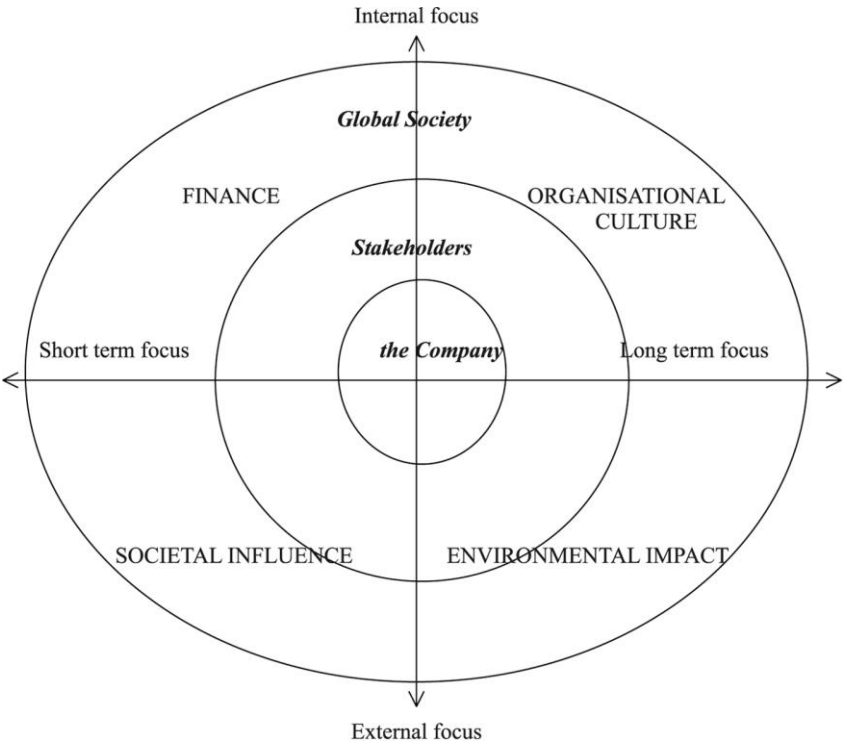 Internal focus
Global Society
FINANCE
ORGANISATIONAL
CULTURE
Stakeholders
Short term focus
the Company
Long term focus
SOCIETAL INFLUENCE
ENVIRONMENTAL IMPACT
External focus